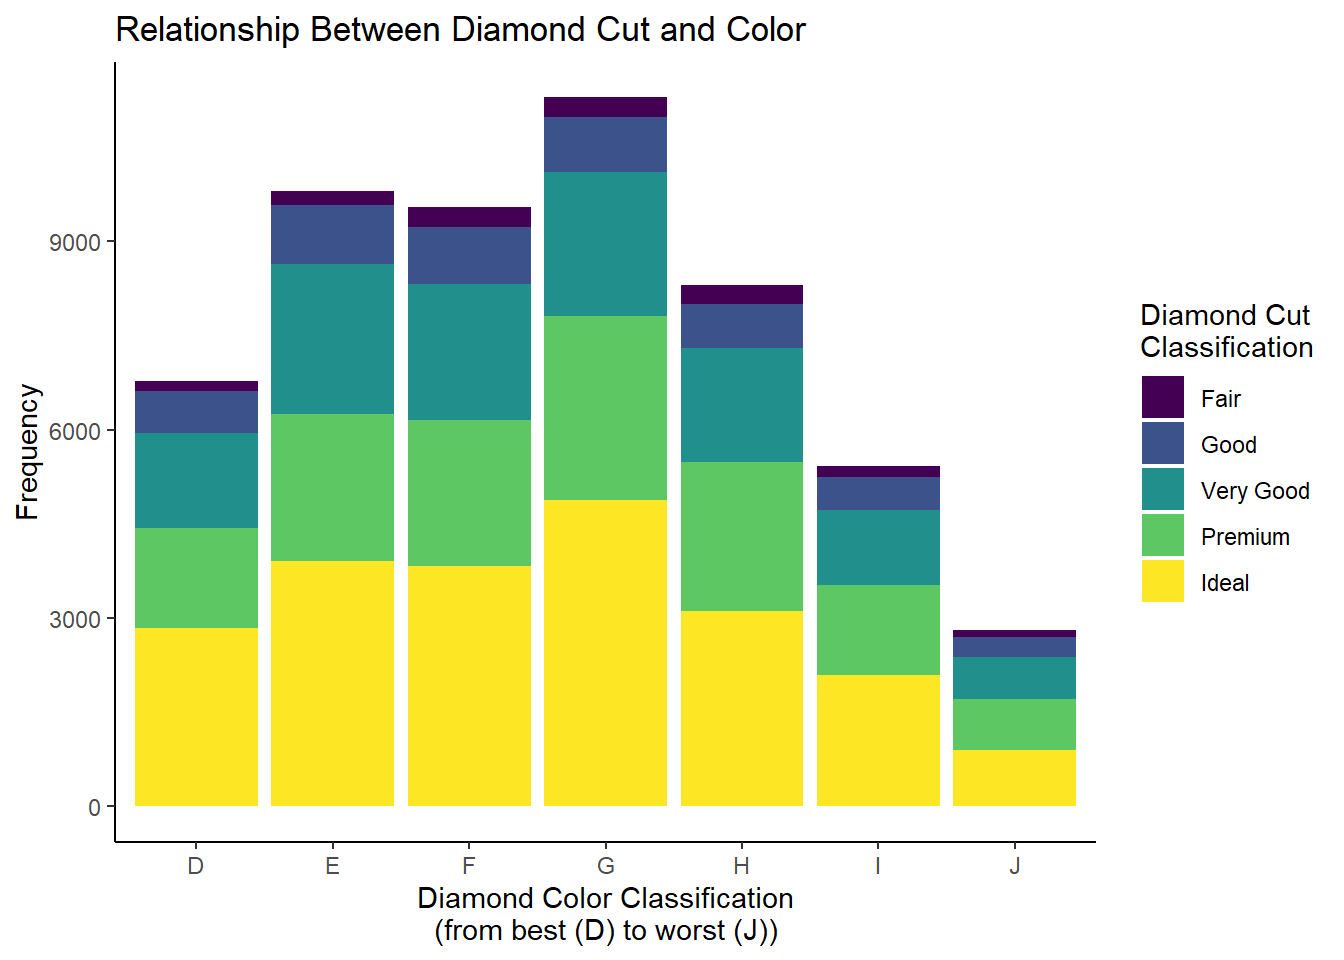 Relationship Between Diamond Cut and Color
Frequency
9000
6000
3000
0
D E F G H I J
Diamond Color Classification
(from best (D) to worst (J))
Diamond Cut
Classification
Fair
Good
Very Good
Premium
Ideal